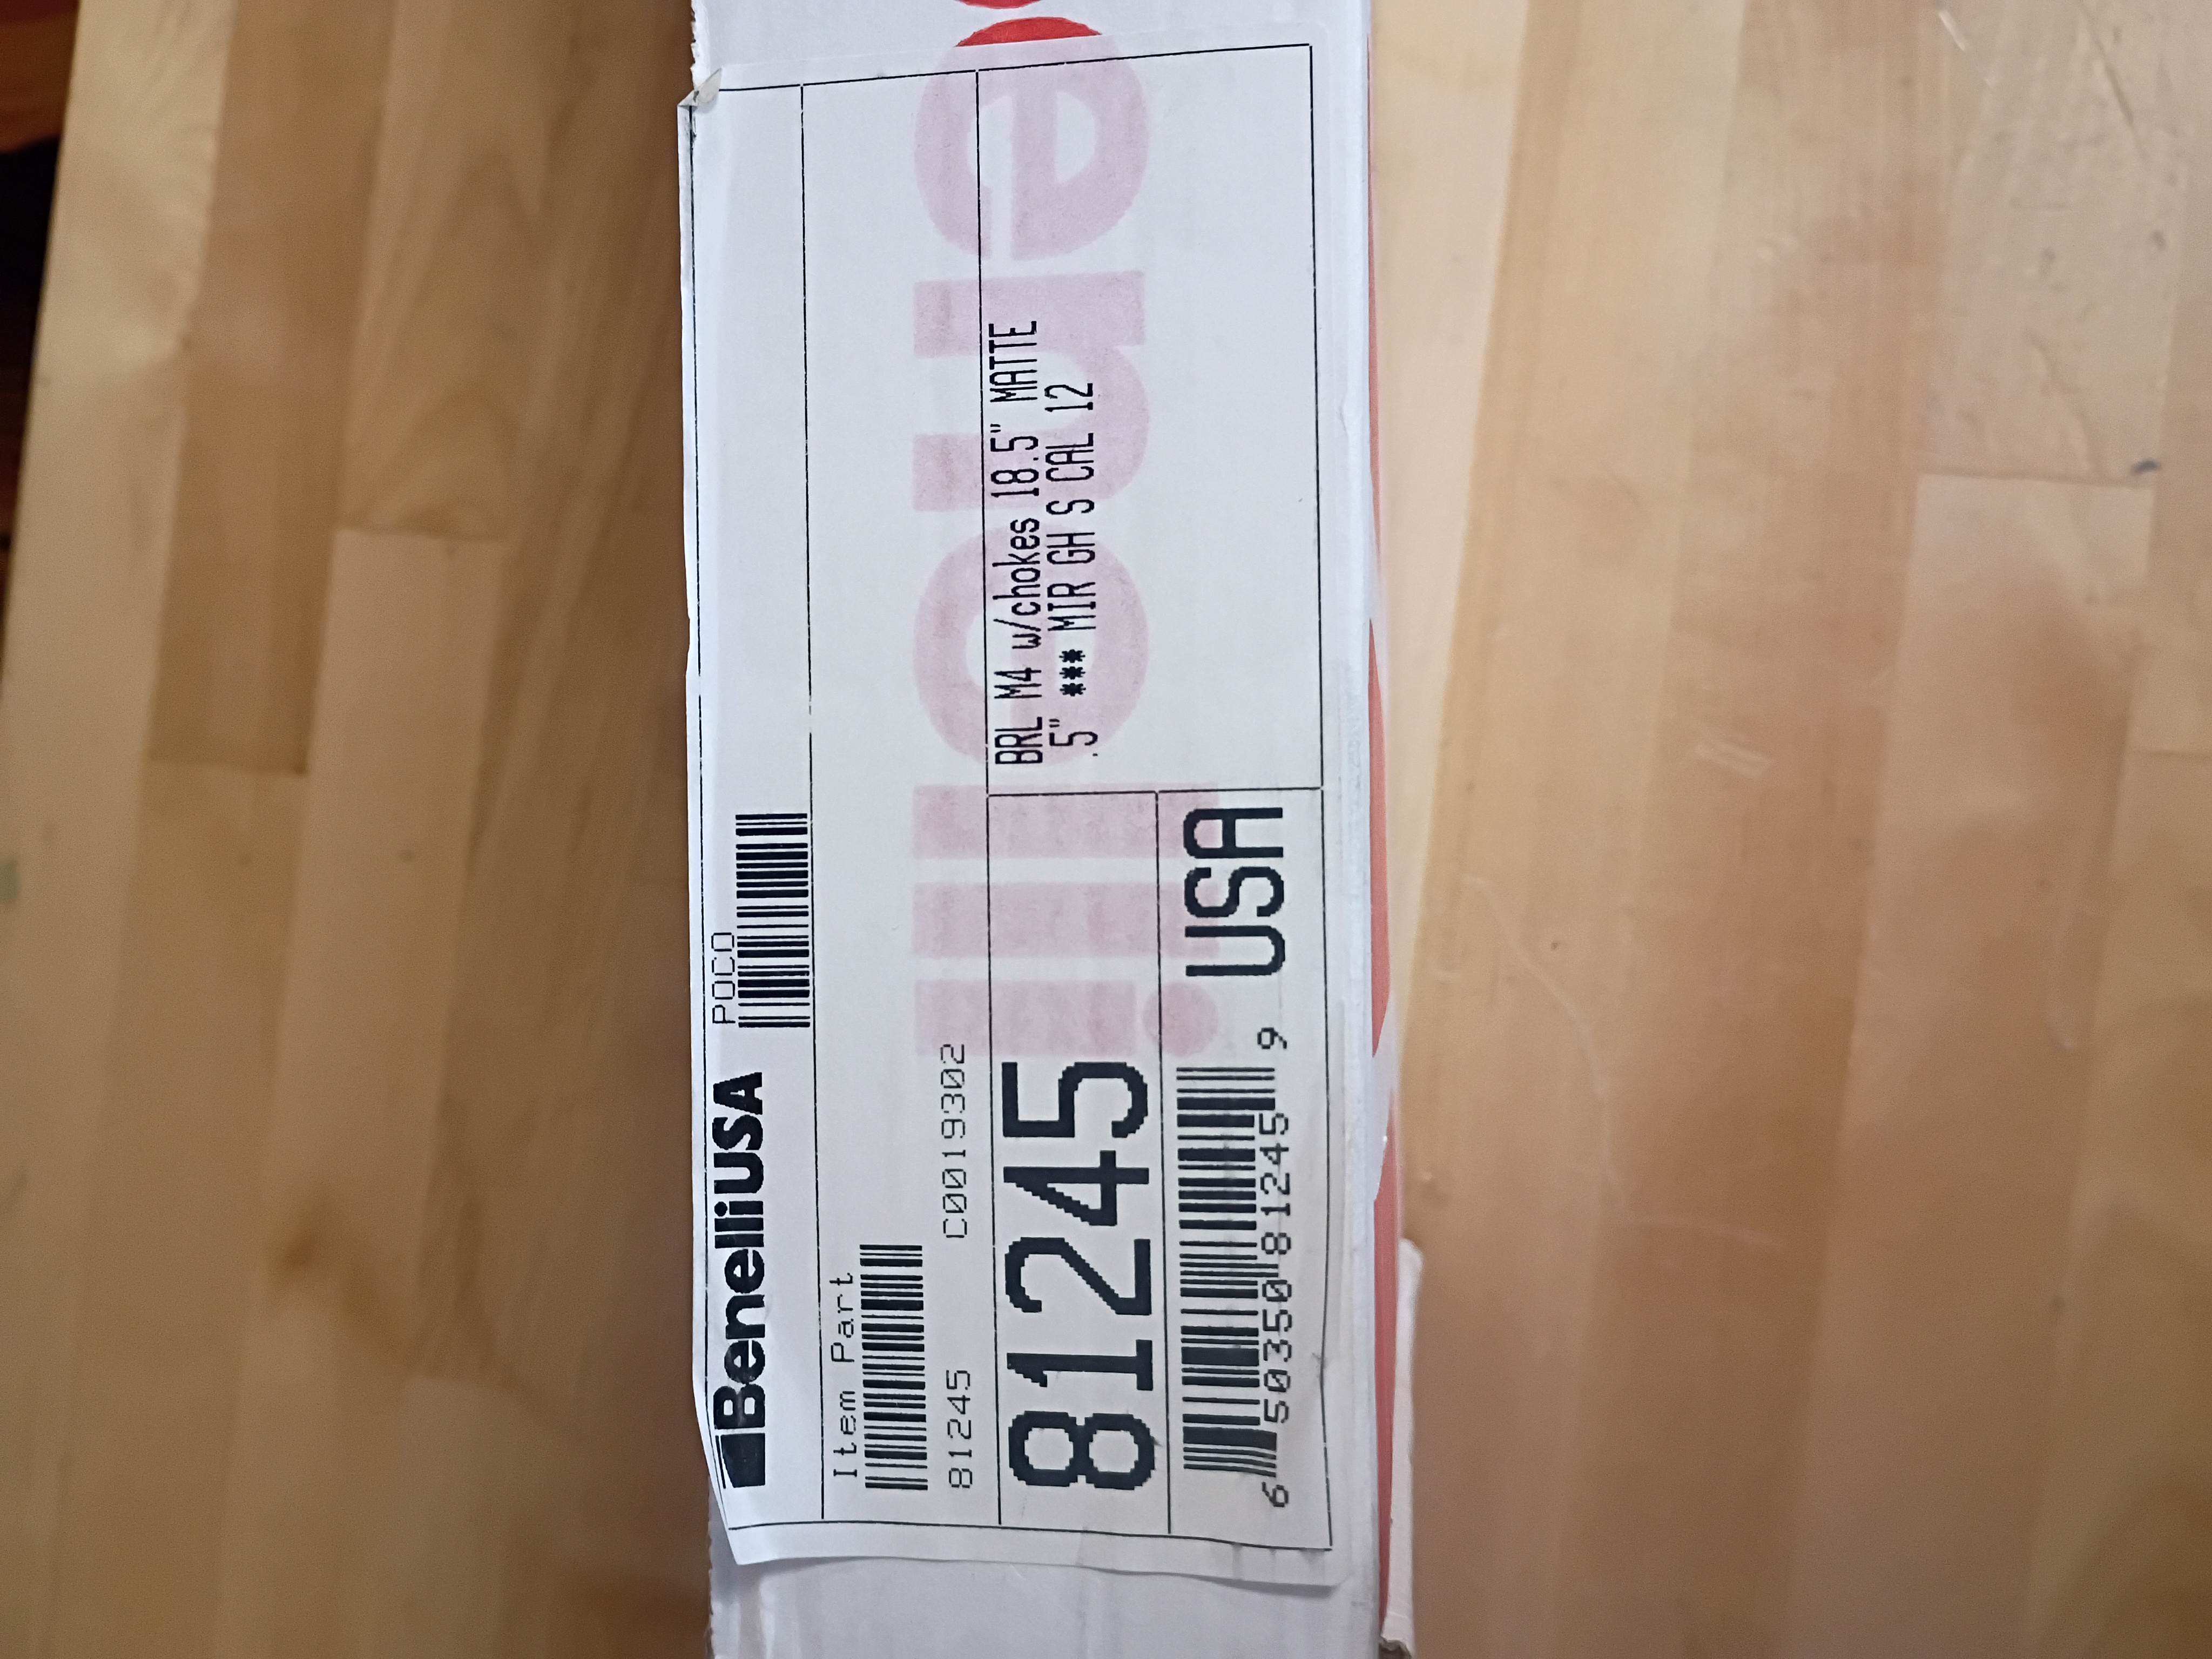 BenelliUSA
POCO
Item Part
81245 C0019302
81245
BRL M4 w/chokes 18.5" MATTE
.5" *** MIR GH S CAL 12
6 50350 81245 9
USA
benelli